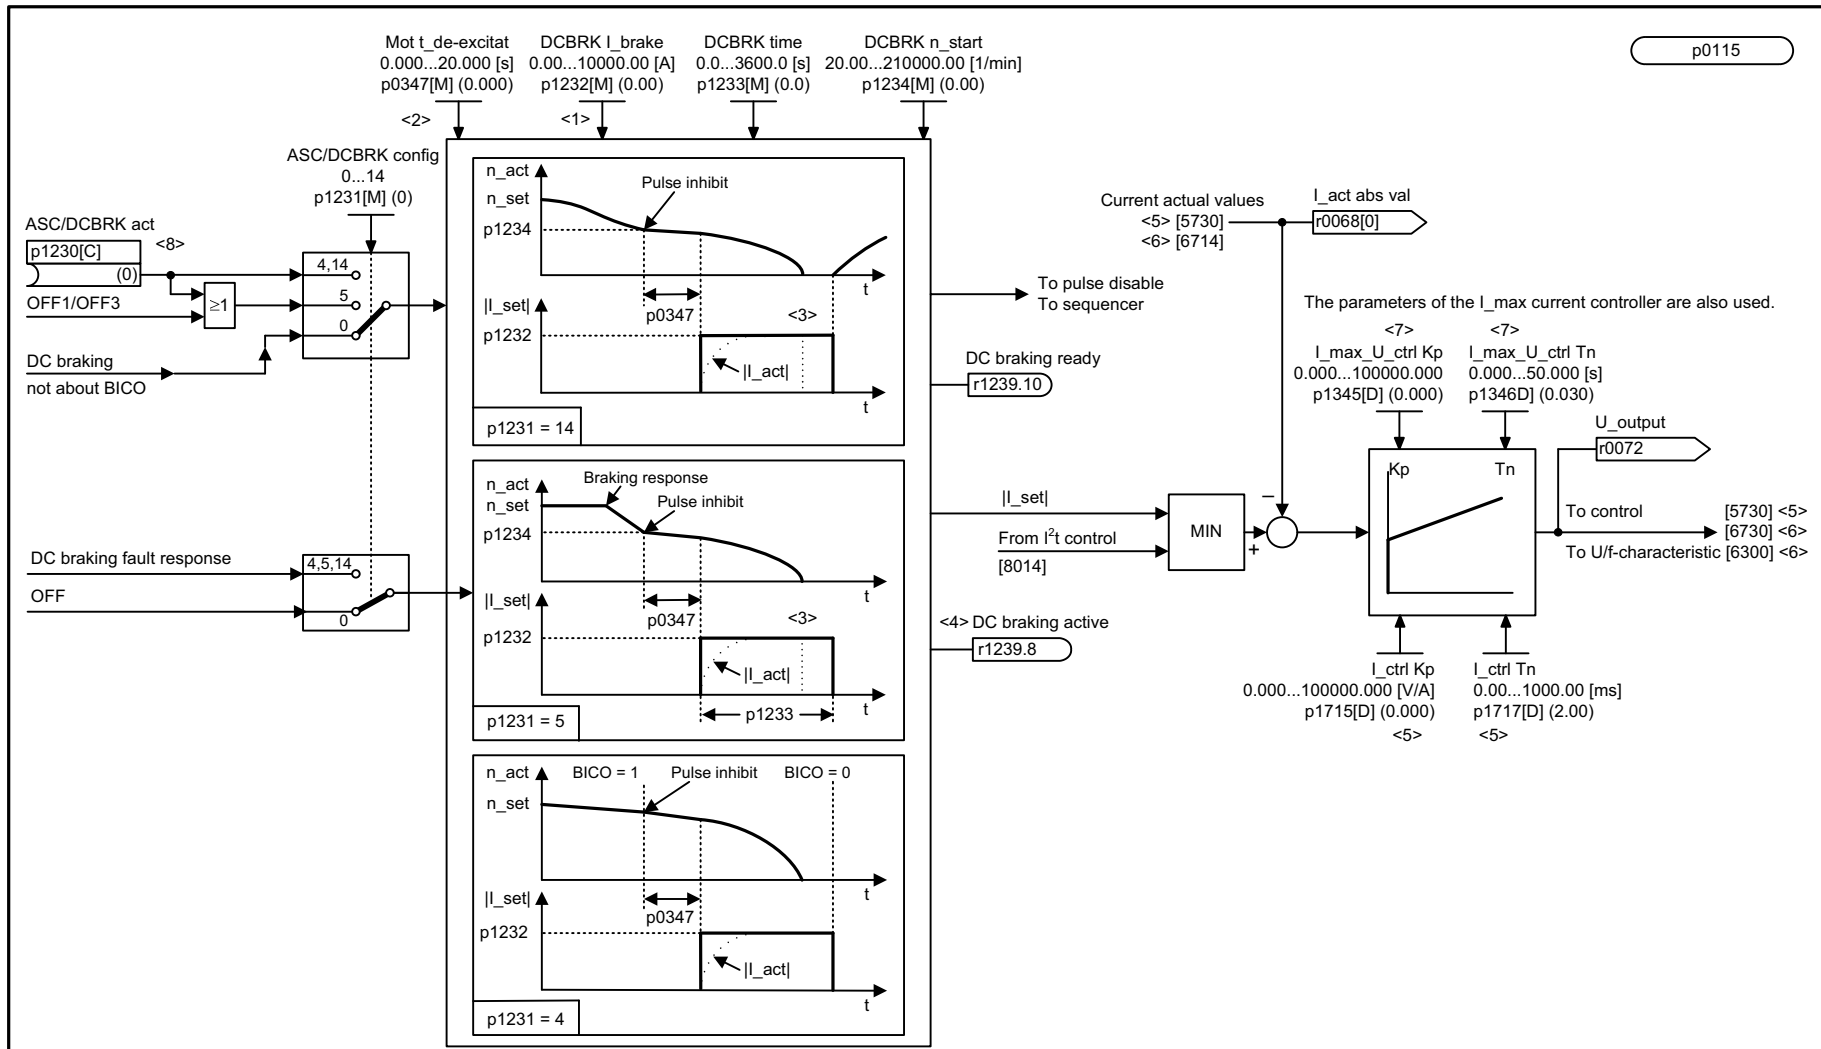 p0115
Mot t_de-excitat
0.000...20.000 [s]
p0347[M] (0.000)
<2>
DCBRK I_brake
0.00...10000.00 [A]
p1232[M] (0.00)
<1>
DCBRK time
0.0...3600.0 [s]
p1233[M] (0.0)
DCBRK n_start
20.00...210000.00 [1/min]
p1234[M] (0.00)
ASC/DCBRK config
0...14
p1231[M] (0)
ASC/DCBRK act
p1230[C]
(0)
<8>
OFF1/OFF3
≥1
DC braking
not about BICO
4,14
5
0
DC braking fault response
OFF
4,5,14
0
n_act
n_set
p1234
Pulse inhibit
t
|I_set|
p1232
p0347
<3>
|I_act|
t
p1231 = 14
n_act
n_set
p1234
Braking response
Pulse inhibit
t
|I_set|
p1232
p0347
<3>
|I_act|
t
p1233
p1231 = 5
n_act
n_set
BICO = 1
Pulse inhibit
BICO = 0
t
|I_set|
p1232
p0347
|I_act|
t
p1231 = 4
Current actual values
<5> [5730]
<6> [6714]
I_act abs val
r0068[0]
To pulse disable
To sequencer
DC braking ready
r1239.10
|I_set|
From I²t control
[8014]
MIN
–
+
<4> DC braking active
r1239.8
The parameters of the I_max current controller are also used.
<7>
I_max_U_ctrl Kp
0.000...100000.000
p1345[D] (0.000)
<7>
I_max_U_ctrl Tn
0.000...50.000 [s]
p1346D] (0.030)
Kp
Tn
U_output
r0072
To control
[5730] <5>
[6730] <6>
To U/f-characteristic [6300] <6>
I_ctrl Kp
0.000...100000.000 [V/A]
p1715[D] (0.000)
<5>
I_ctrl Tn
0.00...1000.00 [ms]
p1717[D] (2.00)
<5>